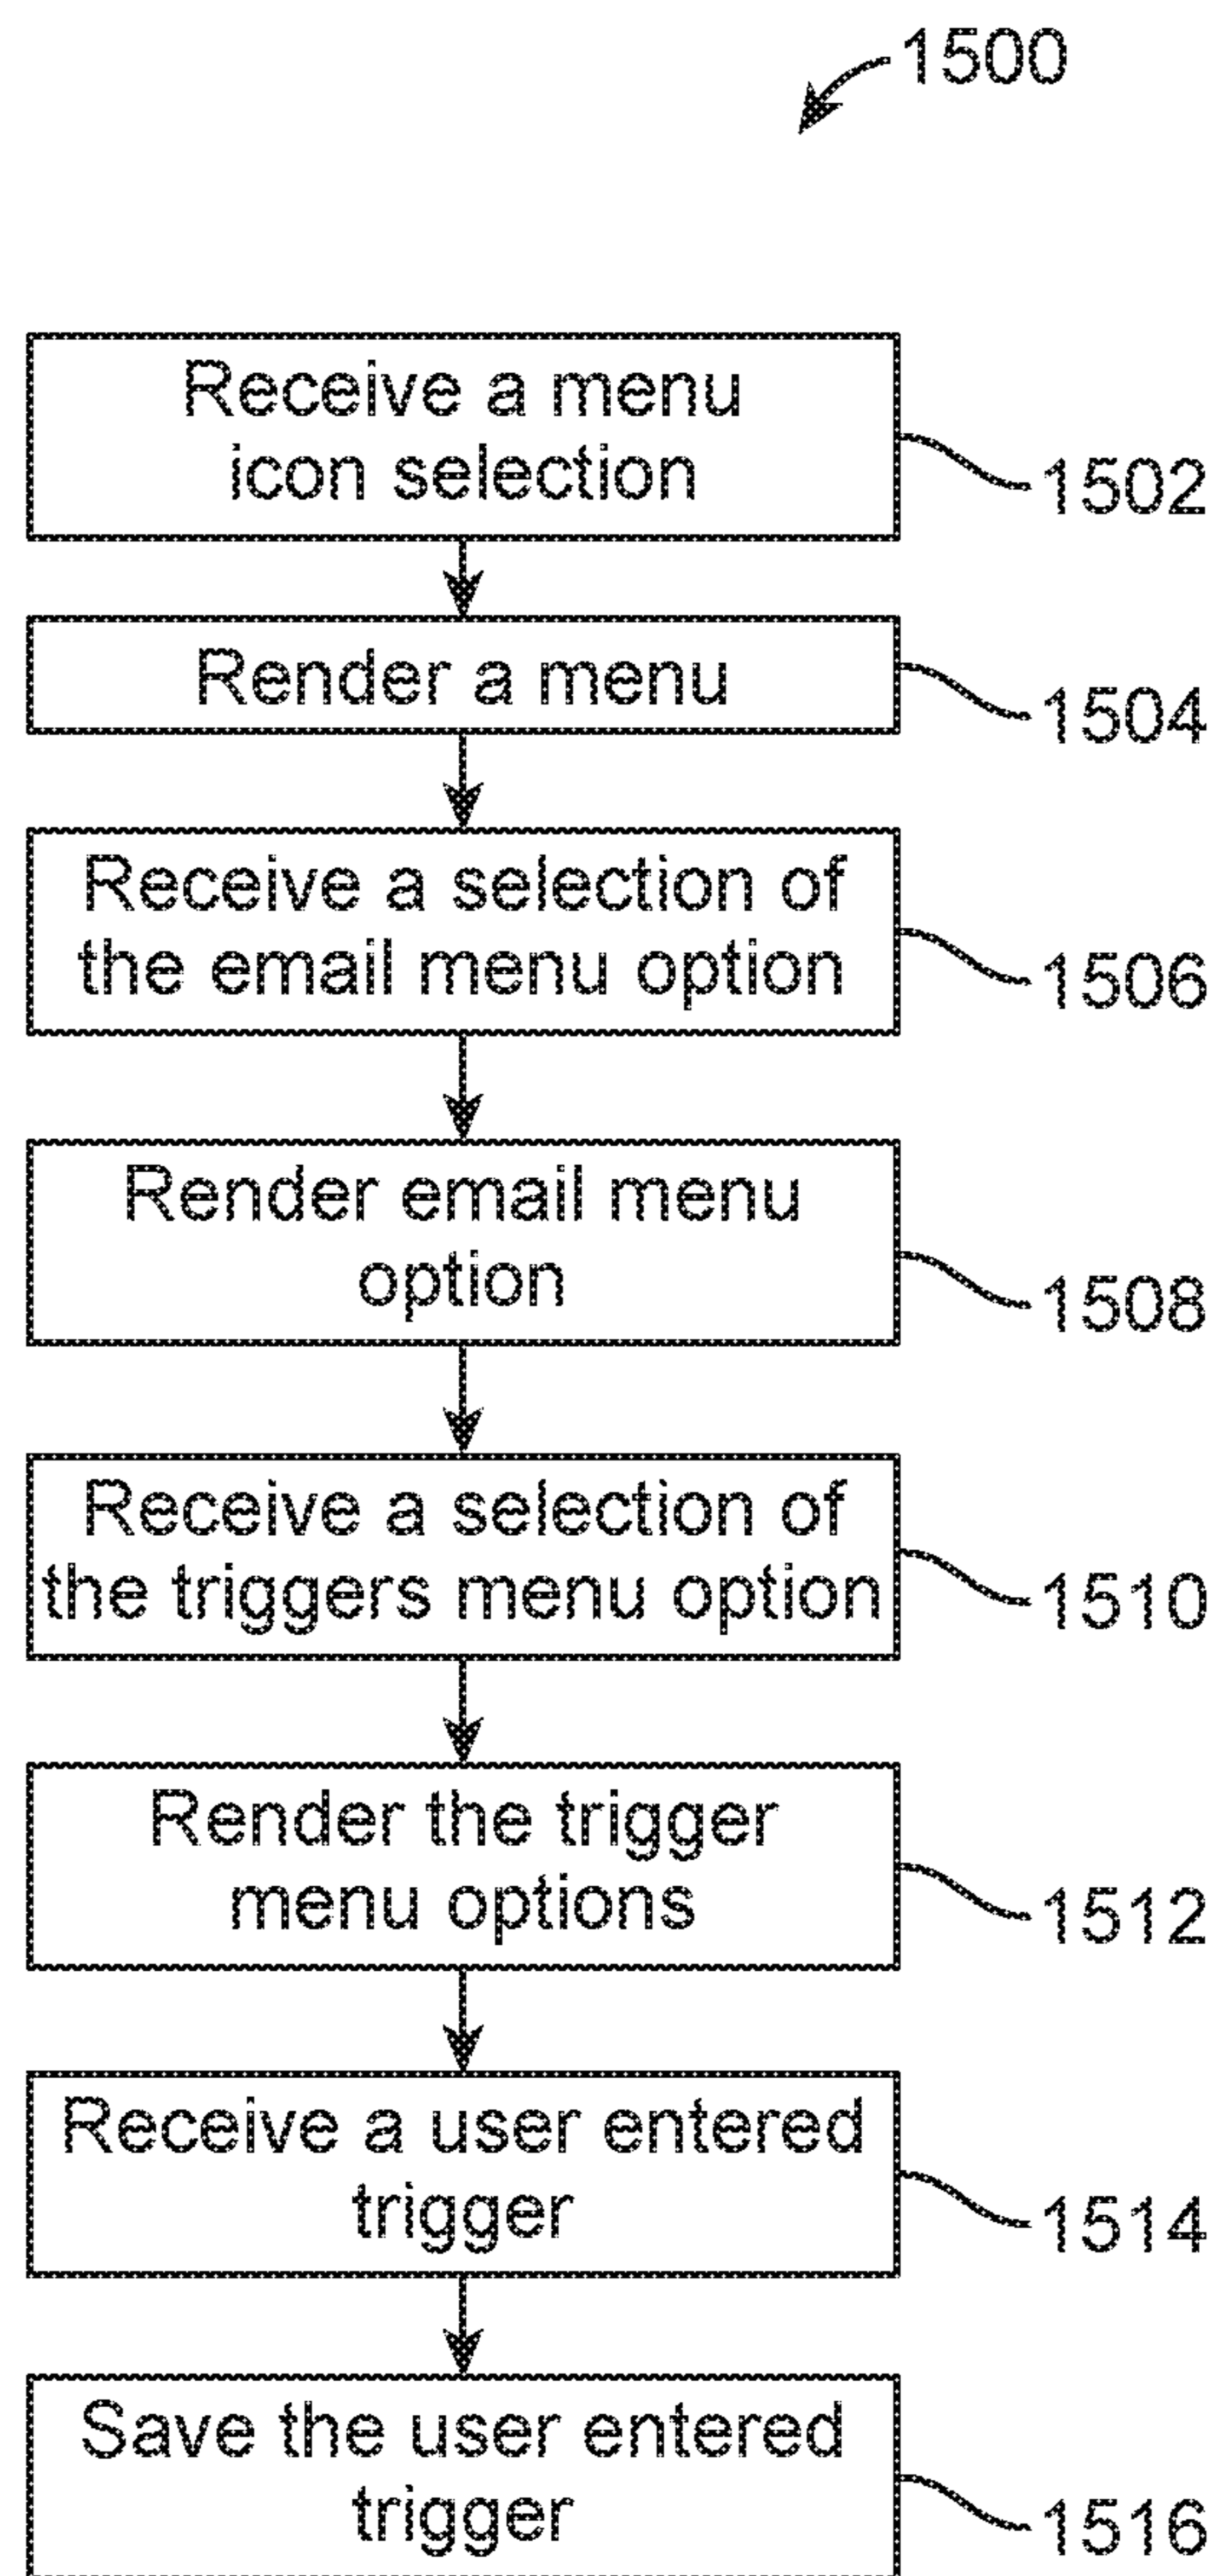 1500
Receive a menu
icon selection
1502
Render a menu
1504
Receive a selection of
the email menu option
1506
Render email menu
option
1508
Receive a selection of
the triggers menu option
1510
Render the trigger
menu options
1512
Receive a user entered
trigger
1514
Save the user entered
trigger
1516